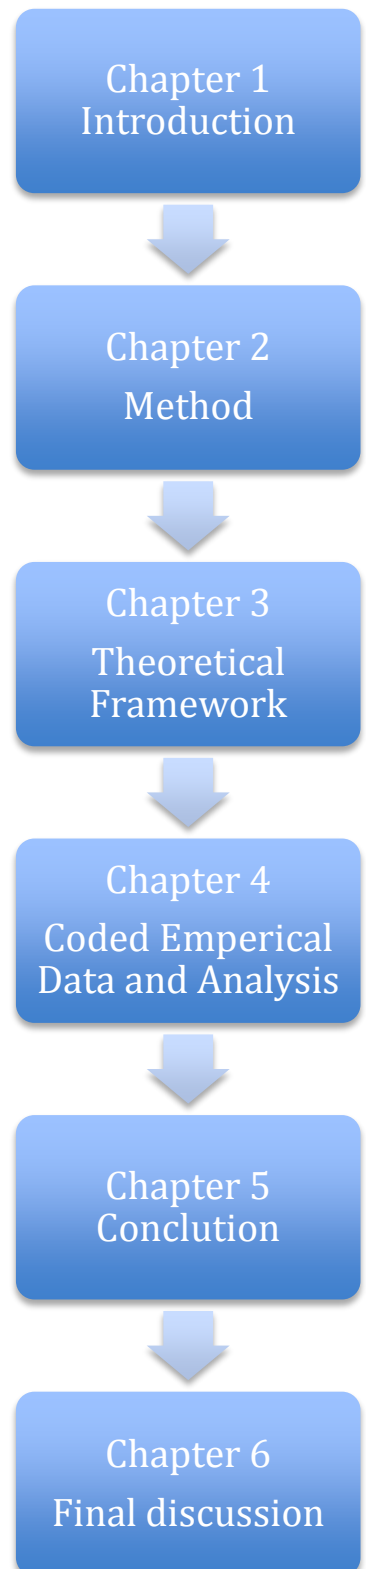 Chapter 1
Introduction
Chapter 2
Method
Chapter 3
Theoretical
Framework
Chapter 4
Coded Emperical
Data and Analysis
Chapter 5
Conclution
Chapter 6
Final discussion